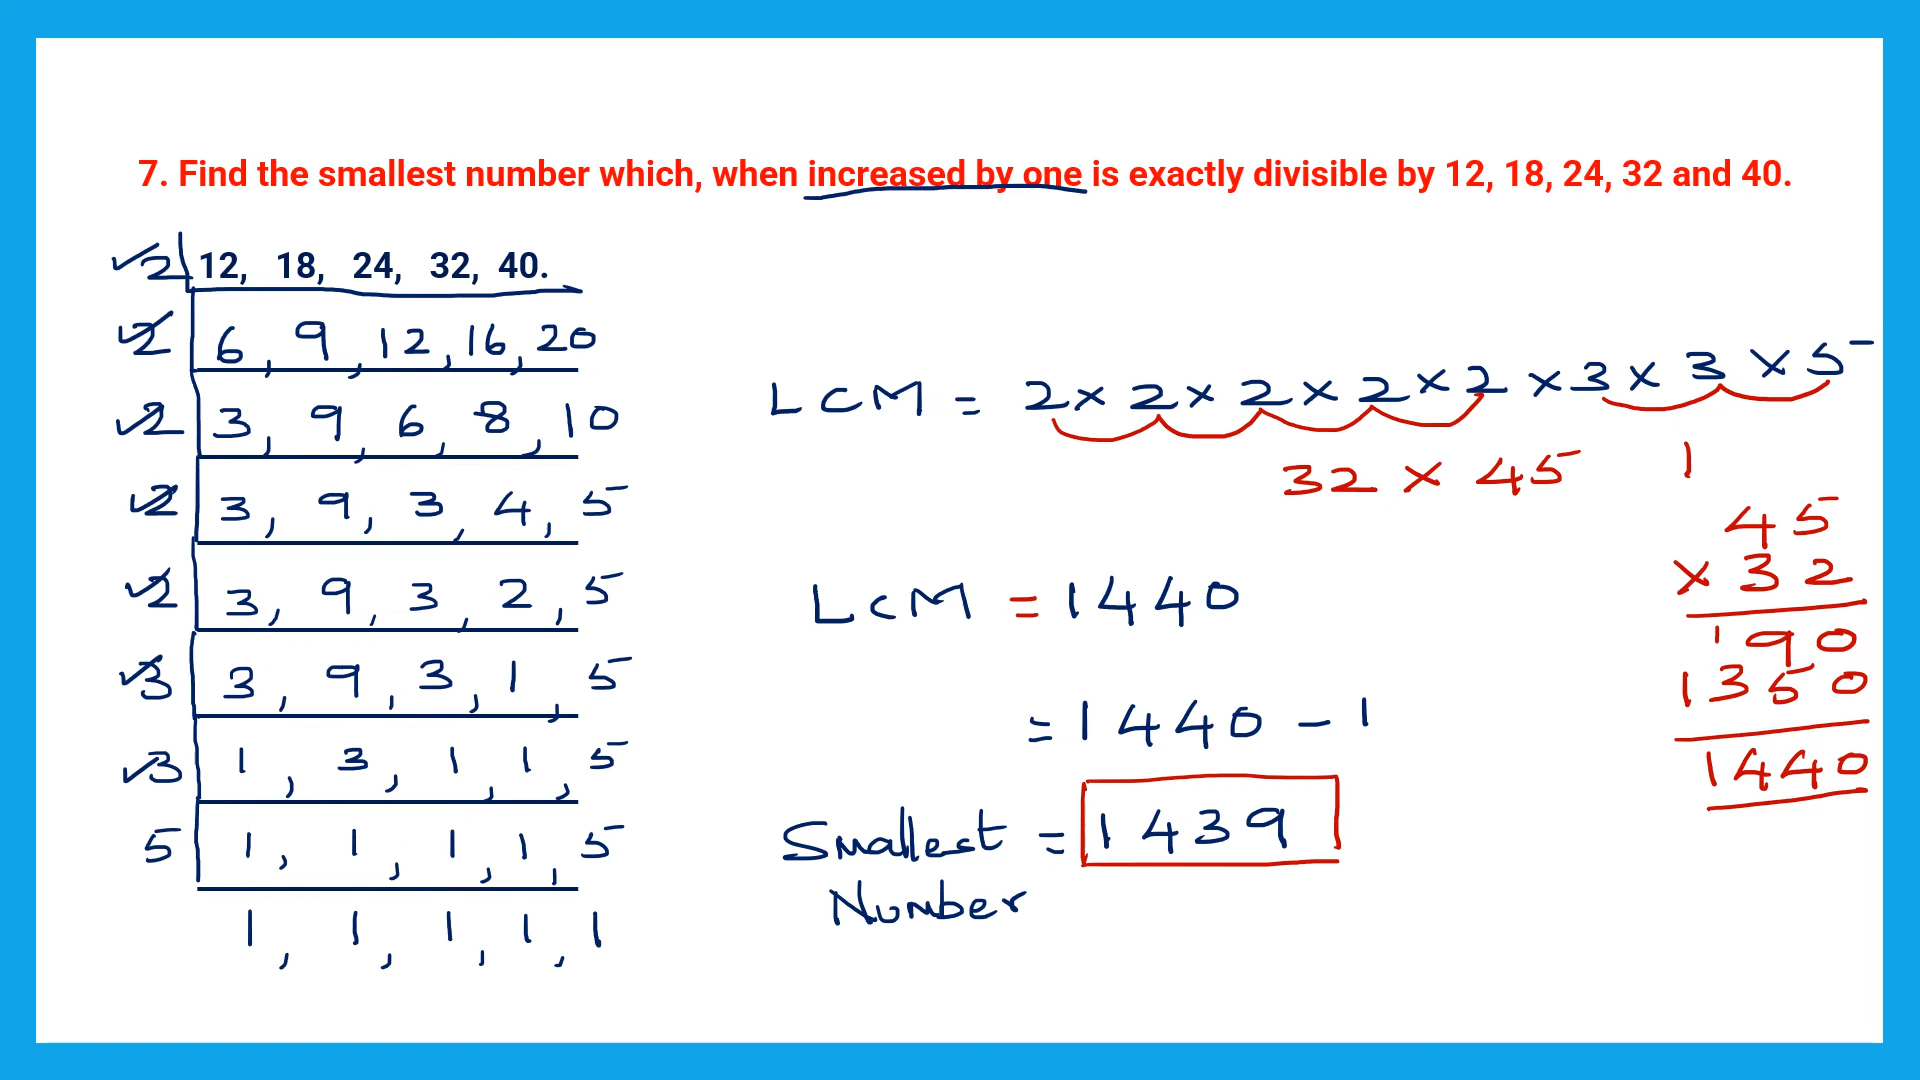 7. Find the smallest number which, when increased by one is exactly divisible by 12, 18, 24, 32 and 40.
2 12, 18, 24, 32, 40.
2 6, 9, 12, 16, 20
2 3, 9, 6, 8, 10
2 3, 9, 3, 4, 5
2 3, 9, 3, 2, 5
3 3, 9, 3, 1, 5
3 1, 3, 1, 1, 5
5 1, 1, 1, 1, 5
1, 1, 1, 1, 1
LCM = 2 × 2 × 2 × 2 × 2 × 3 × 3 × 5
32 × 45
LCM = 1440
= 1440 - 1
Smallest = 1439
Number
1
45
× 32
190
1350
1440